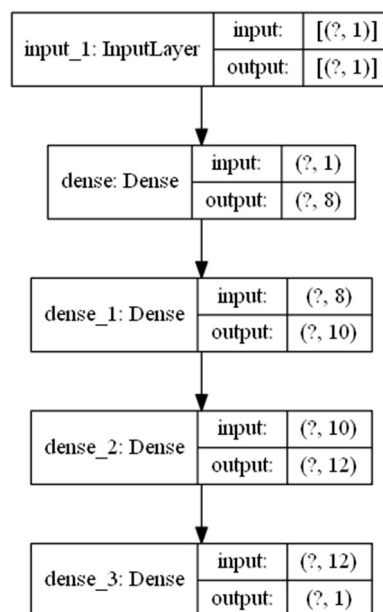 input_1: InputLayer
input: [(?, 1)]
output: [(?, 1)]
dense: Dense
input: (?, 1)
output: (?, 8)
dense_1: Dense
input: (?, 8)
output: (?, 10)
dense_2: Dense
input: (?, 10)
output: (?, 12)
dense_3: Dense
input: (?, 12)
output: (?, 1)